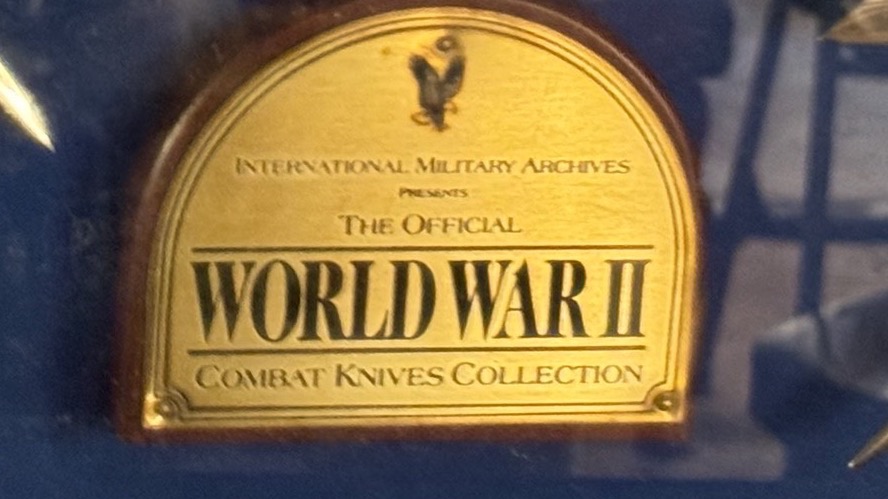 INTERNATIONAL MILITARY ARCHIVES
PRESENTS
THE OFFICIAL
WORLD WAR II
COMBAT KNIVES COLLECTION